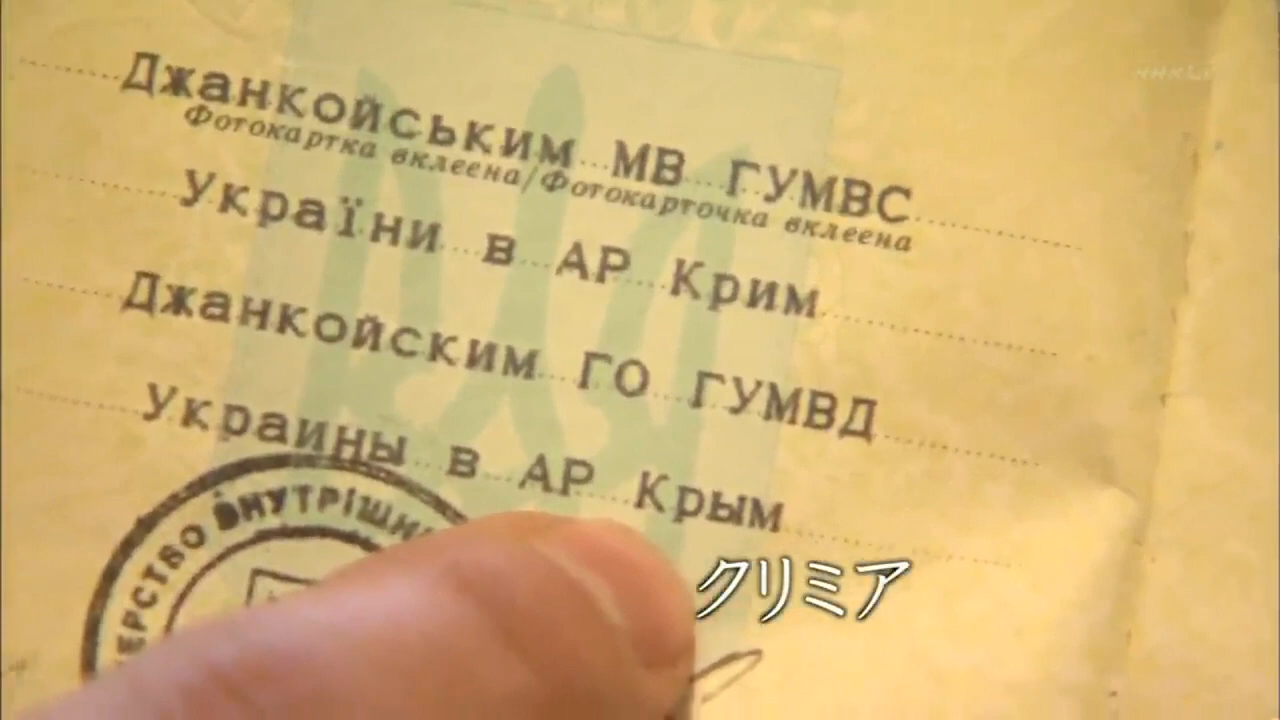 Джанкойським МВ ГУМВС
Фотокартка вклеена/Фотокарточка вклеена
України в АР Крим
Джанкойским ГО ГУМВД
Украины в АР Крым
ЕРСТВО ВНУТРІШНІ
クリミア